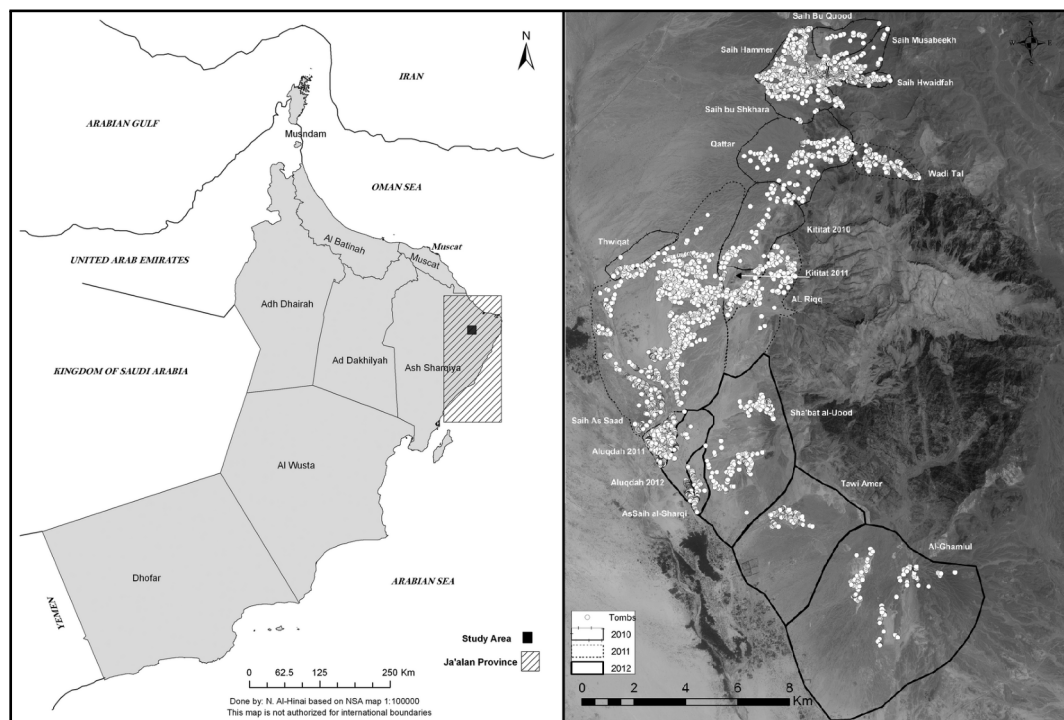 N
IRAN
ARABIAN GULF
Musndam
OMAN SEA
Al Batinah
Muscat
Muscat
UNITED ARAB EMIRATES
Adh Dhairah
Ad Dakhilyah
Ash Sharqiya
KINGDOM OF SAUDI ARABIA
Al Wusta
Dhofar
ARABIAN SEA
YEMEN
Study Area
Ja'alan Province
0 62.5 125 250 Km
Done by: N. Al-Hinai based on NSA map 1:100000
This map is not authorized for international boundaries
Saih Bu Quood
Saih Musabeekh
Saih Hammer
Saih Hwaidfah
Saih bu Shkhara
Qattar
Wadi Tal
Kititat 2010
Thwiqat
Kititat 2011
AL Riqq
Sha'bat al-Uood
Saih As Saad
Aluqdah 2011
Aluqdah 2012
Tawi Amer
AsSaih al-Sharqi
Al-Ghamiul
Tombs
2010
2011
2012
0 1 2 4 6 8
Km